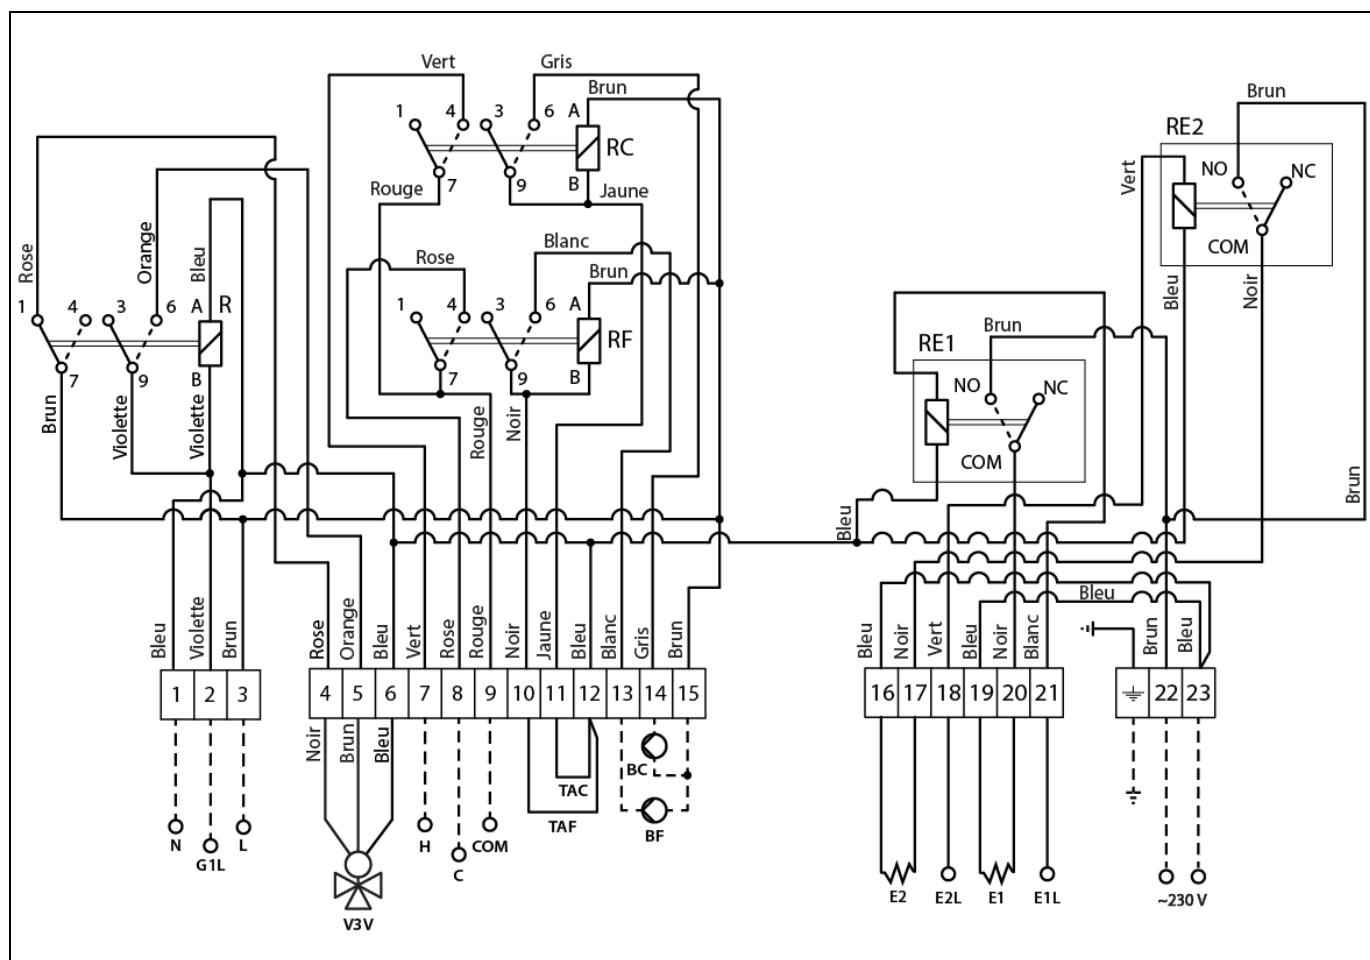 Vert
Gris
Brun
1
4
3
6
A
RC
B
7
9
Rouge
Jaune
Rose
Blanc
Brun
1
4
3
6
A
RF
B
7
9
Rouge
Noir
Rose
Orange
Bleu
1
4
3
6
A
R
B
7
9
Brun
Violette
Violette
Brun
RE2
Vert
NO
NC
COM
Bleu
Noir
Brun
Brun
RE1
NO
NC
COM
Bleu
Bleu
Bleu
Violette
Brun
Rose
Orange
Bleu
Vert
Rose
Rouge
Noir
Jaune
Bleu
Blanc
Gris
Brun
Bleu
Noir
Vert
Bleu
Noir
Blanc
Brun
Bleu
1 2 3
4 5 6 7 8 9 10 11 12 13 14 15
16 17 18 19 20 21
22 23
Noir
Brun
Bleu
N
G1L
L
V3V
H
C
COM
TAC
TAF
BC
BF
E2
E2L
E1
E1L
~230 V